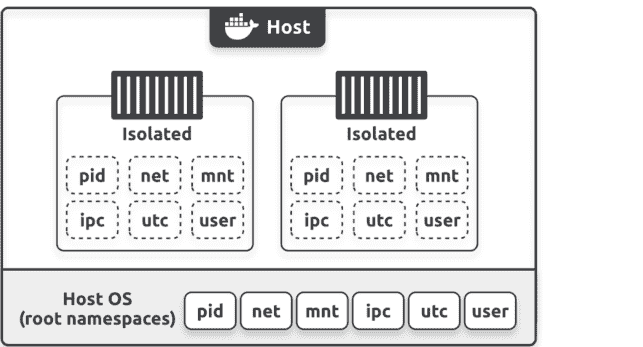 Host
Isolated
pid net mnt
ipc utc user
Isolated
pid net mnt
ipc utc user
Host OS
(root namespaces)
pid net mnt ipc utc user